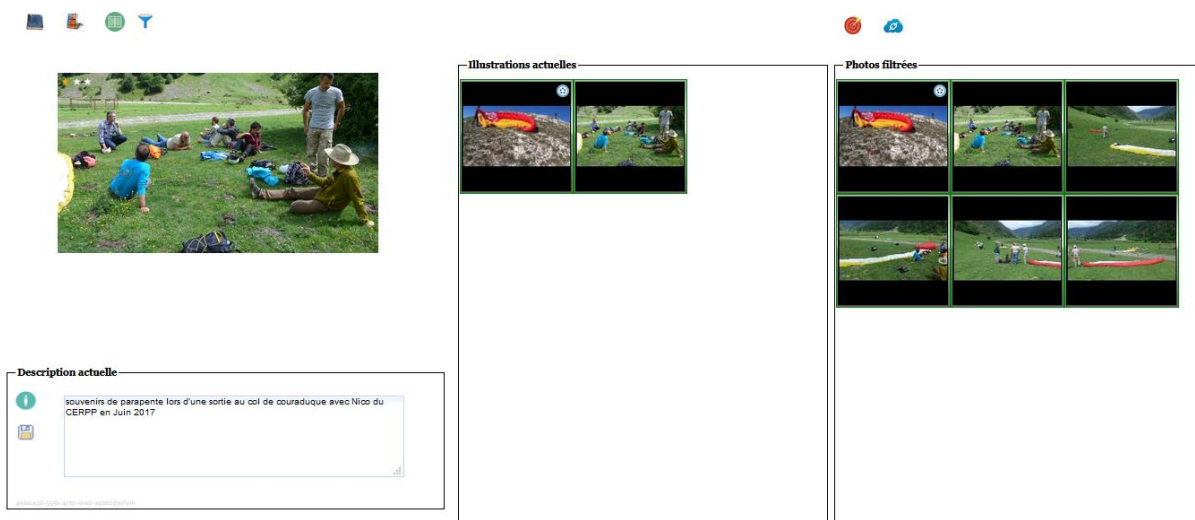 Illustrations actuelles
Photos filtrées
Description actuelle
souvenirs de parapente lors d'une sortie au col de couraduque avec Nico du
CERPP en Juin 2017